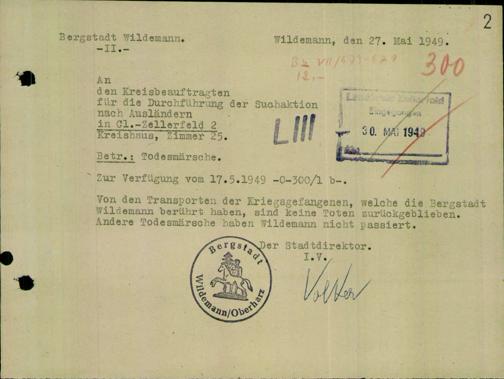 2
Bergstadt Wildemann.
-II.-
Wildemann, den 27. Mai 1949.
300
12.-
An
den Kreisbeauftragten
für die Durchführung der Suchaktion
nach Ausländern
in Cl.-Zellerfeld 2
Kreishaus, Zimmer 25.
LIII
Eingegangen
30. MAI 1949
Betr.: Todesmärsche.
Zur Verfügung vom 17.5.1949 -O-300/1 b-.
Von den Transporten der Kriegsgefangenen, welche die Bergstadt
Wildemann berührt haben, sind keine Toten zurückgeblieben.
Andere Todesmärsche haben Wildemann nicht passiert.
Der Stadtdirektor.
I.V.
Volker
Bergstadt
Wildemann/Oberharz